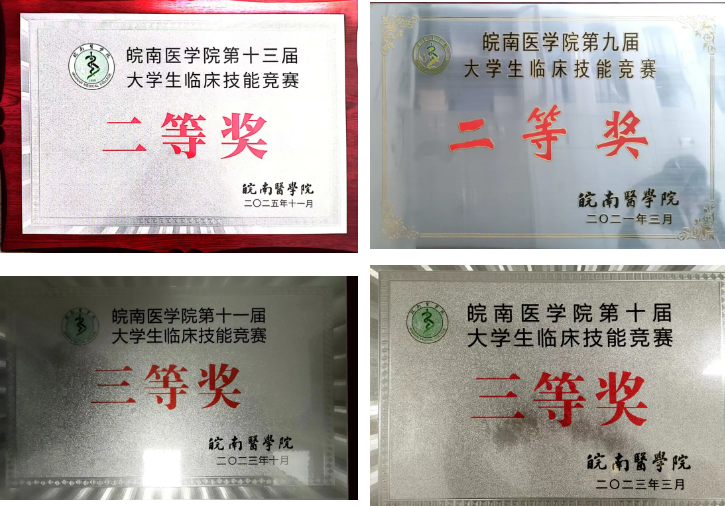 皖南医学院第十三届
大学生临床技能竞赛
二等奖
皖南醫學院
二〇二五年十一月
皖南医学院第九届
大学生临床技能竞赛
二等奖
皖南醫學院
二〇二一年三月
皖南医学院第十一届
大学生临床技能竞赛
三等奖
皖南醫學院
二〇二三年十月
皖南医学院第十届
大学生临床技能竞赛
三等奖
皖南醫學院
二〇二三年三月